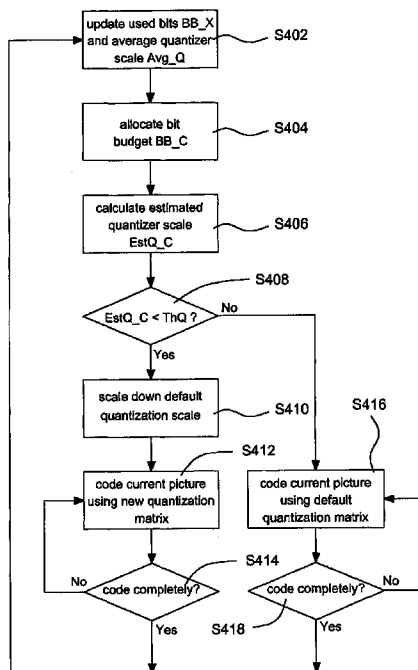 update used bits BB_X
and average quantizer
scale Avg_Q
S402
allocate bit
budget BB_C
S404
calculate estimated
quantizer scale
EstQ_C
S406
S408
EstQ_C < ThQ ?
No
Yes
scale down default
quantization scale
S410
S416
S412
code current picture
using new quantization
matrix
code current picture
using default
quantization matrix
S414
No
code completely?
Yes
S418
code completely?
No
Yes